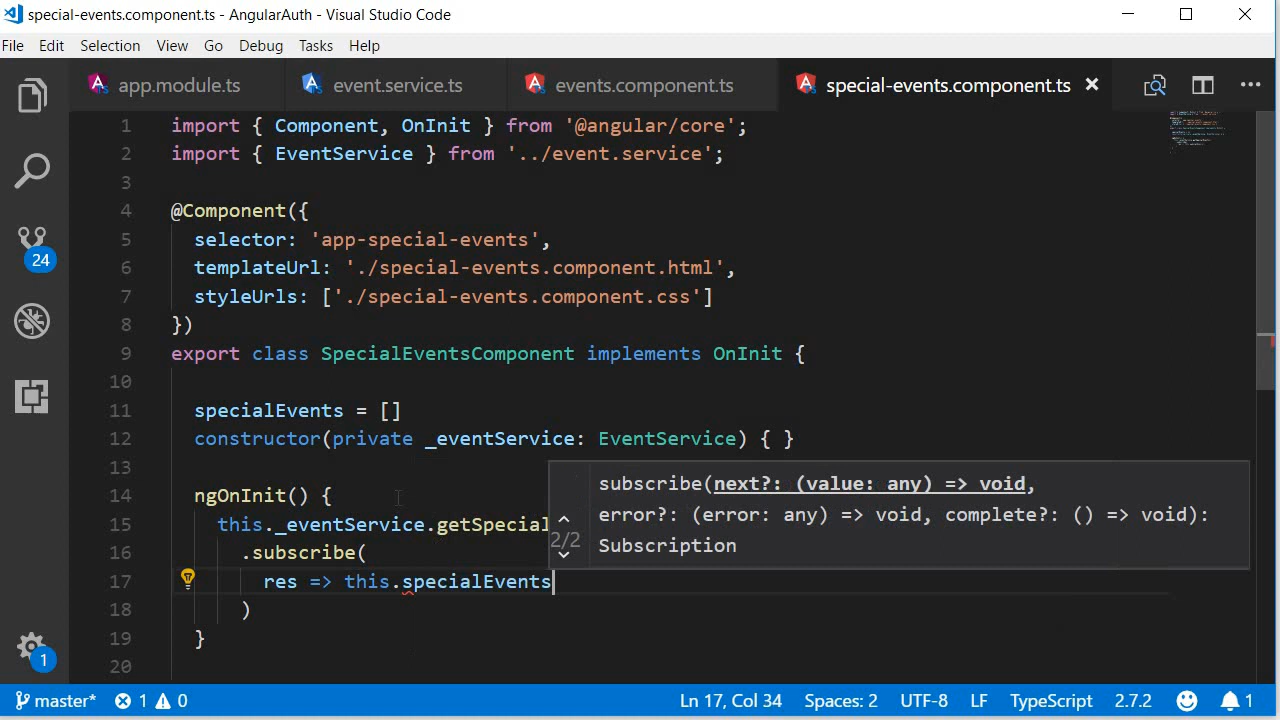 special-events.component.ts - AngularAuth - Visual Studio Code
File Edit Selection View Go Debug Tasks Help
app.module.ts event.service.ts events.component.ts special-events.component.ts
1 import { Component, OnInit } from '@angular/core';
2 import { EventService } from '../event.service';
3
4 @Component({
5 selector: 'app-special-events',
6 templateUrl: './special-events.component.html',
7 styleUrls: ['./special-events.component.css']
8 })
9 export class SpecialEventsComponent implements OnInit {
10
11 specialEvents = []
12 constructor(private _eventService: EventService) { }
13
14 ngOnInit() {
15 this._eventService.getSpecial
16 .subscribe(
17 res => this.specialEvents
18 )
19 }
20
subscribe(next?: (value: any) => void,
error?: (error: any) => void, complete?: () => void):
2/2
Subscription
24
1
master* 1 0 Ln 17, Col 34 Spaces: 2 UTF-8 LF TypeScript 2.7.2 1